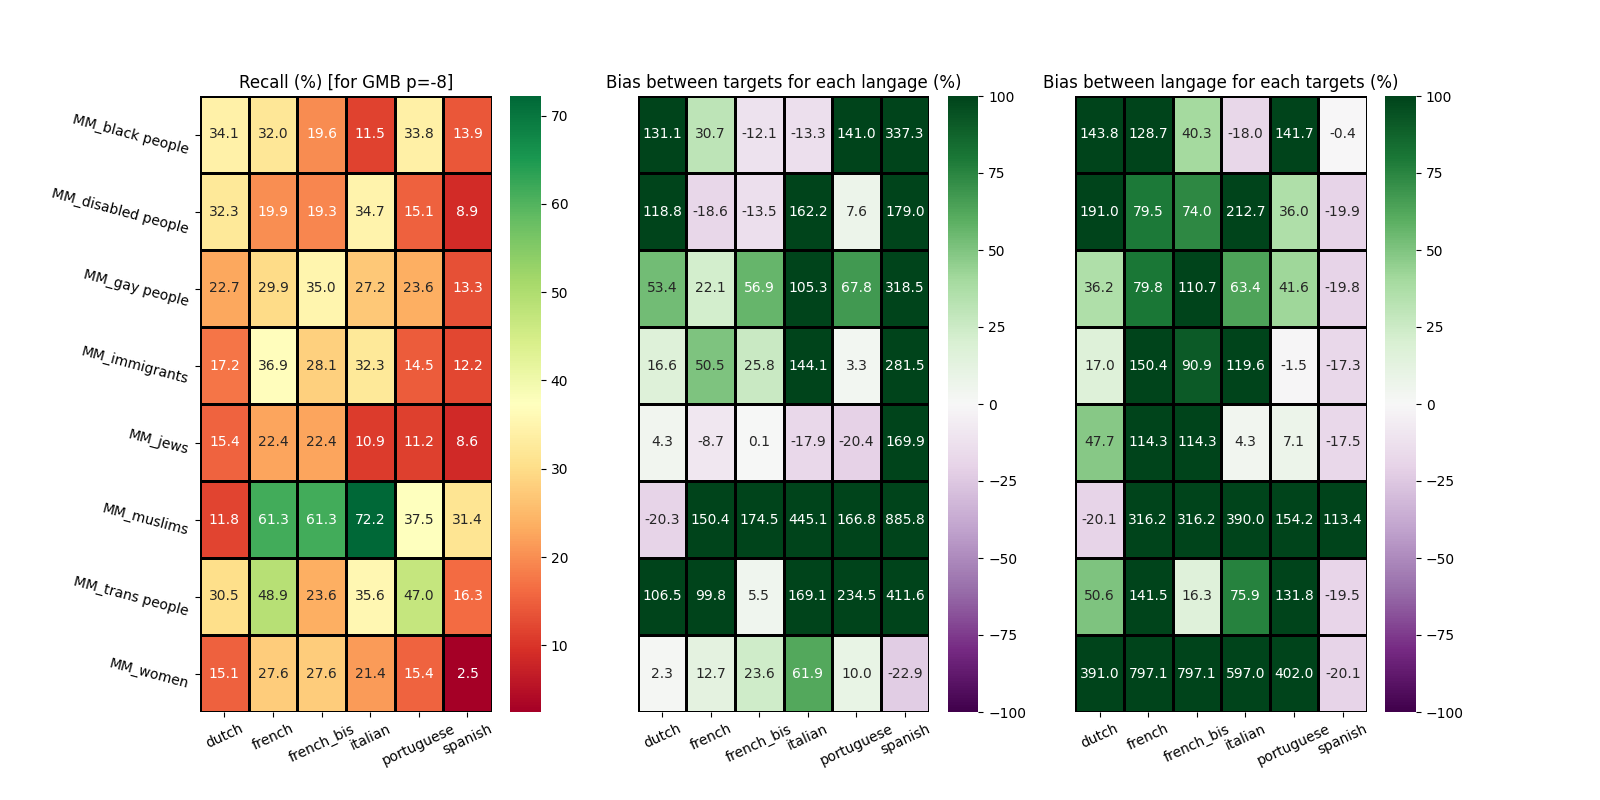 Recall (%) [for GMB p=-8]
Bias between targets for each langage (%)
Bias between langage for each targets (%)
MM_black people 34.1 32.0 19.6 11.5 33.8 13.9
MM_disabled people 32.3 19.9 19.3 34.7 15.1 8.9
MM_gay people 22.7 29.9 35.0 27.2 23.6 13.3
MM_immigrants 17.2 36.9 28.1 32.3 14.5 12.2
MM_jews 15.4 22.4 22.4 10.9 11.2 8.6
MM_muslims 11.8 61.3 61.3 72.2 37.5 31.4
MM_trans people 30.5 48.9 23.6 35.6 47.0 16.3
MM_women 15.1 27.6 27.6 21.4 15.4 2.5
dutch french french_bis italian portuguese spanish
70
60
50
40
30
20
10
131.1 30.7 -12.1 -13.3 141.0 337.3
118.8 -18.6 -13.5 162.2 7.6 179.0
53.4 22.1 56.9 105.3 67.8 318.5
16.6 50.5 25.8 144.1 3.3 281.5
4.3 -8.7 0.1 -17.9 -20.4 169.9
-20.3 150.4 174.5 445.1 166.8 885.8
106.5 99.8 5.5 169.1 234.5 411.6
2.3 12.7 23.6 61.9 10.0 -22.9
dutch french french_bis italian portuguese spanish
100
75
50
25
0
−25
−50
−75
−100
143.8 128.7 40.3 -18.0 141.7 -0.4
191.0 79.5 74.0 212.7 36.0 -19.9
36.2 79.8 110.7 63.4 41.6 -19.8
17.0 150.4 90.9 119.6 -1.5 -17.3
47.7 114.3 114.3 4.3 7.1 -17.5
-20.1 316.2 316.2 390.0 154.2 113.4
50.6 141.5 16.3 75.9 131.8 -19.5
391.0 797.1 797.1 597.0 402.0 -20.1
dutch french french_bis italian portuguese spanish
100
75
50
25
0
−25
−50
−75
−100